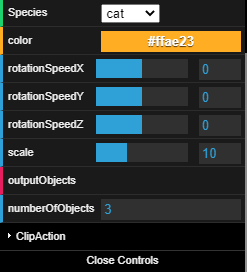 Species cat
color #ffae23
rotationSpeedX 0
rotationSpeedY 0
rotationSpeedZ 0
scale 10
outputObjects
numberOfObjects 3
ClipAction
Close Controls